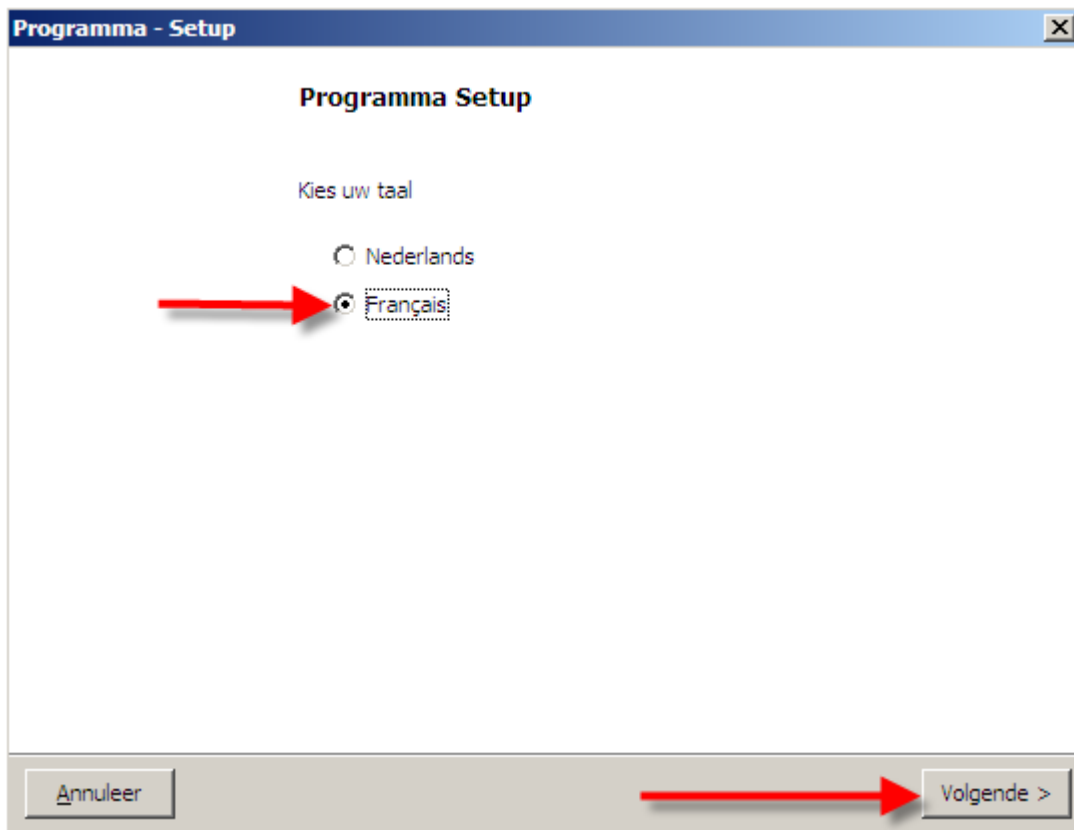 Programma - Setup
Programma Setup
Kies uw taal
Nederlands
Français
Annuleer
Volgende >